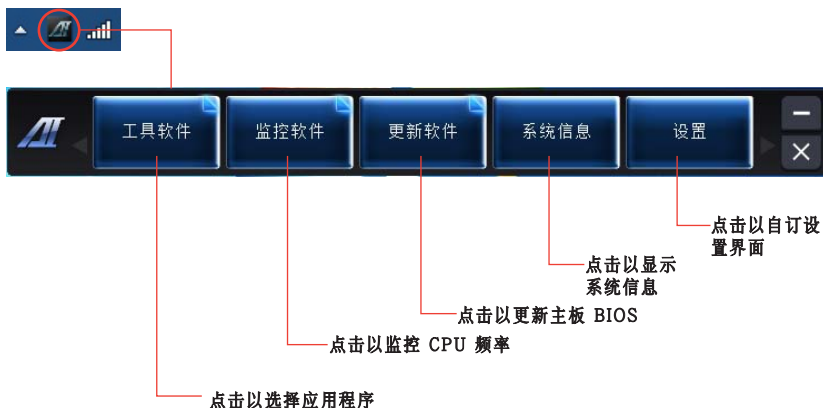 工具软件 监控软件 更新软件 系统信息 设置
点击以自订设
置界面
点击以显示
系统信息
点击以更新主板 BIOS
点击以监控 CPU 频率
点击以选择应用程序